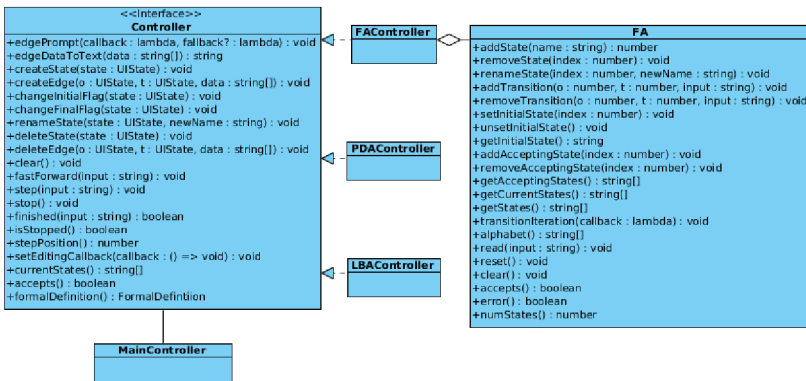 <<Interface>>
Controller
+edgePrompt(callback : lambda, fallback? : lambda) : void
+edgeDataToText(data : string[]) : string
+createState(state : UIState) : void
+createEdge(o : UIState, t : UIState, data : string[]) : void
+changeInitialFlag(state : UIState) : void
+changeFinalFlag(state : UIState) : void
+renameState(state : UIState, newName : string) : void
+deleteState(state : UIState) : void
+deleteEdge(o : UIState, t : UIState, data : string[]) : void
+clear() : void
+fastForward(input : string) : void
+step(input : string) : void
+stop() : void
+finished(input : string) : boolean
+isStopped() : boolean
+stepPosition() : number
+setEditingCallback(callback : () => void) : void
+currentStates() : string[]
+accepts() : boolean
+formalDefinition() : FormalDefintiion
FAController
PDAController
LBAController
MainController
FA
+addState(name : string) : number
+removeState(index : number) : void
+renameState(index : number, newName : string) : void
+addTransition(o : number, t : number, input : string) : void
+removeTransition(o : number, t : number, input : string) : void
+setInitialState(index : number) : void
+unsetInitialState() : void
+getInitialState() : string
+addAcceptingState(index : number) : void
+removeAcceptingState(index : number) : void
+getAcceptingStates() : string[]
+getCurrentStates() : string[]
+getStates() : string[]
+transitionIteration(callback : lambda) : void
+alphabet() : string[]
+read(input : string) : void
+reset() : void
+clear() : void
+accepts() : boolean
+error() : boolean
+numStates() : number